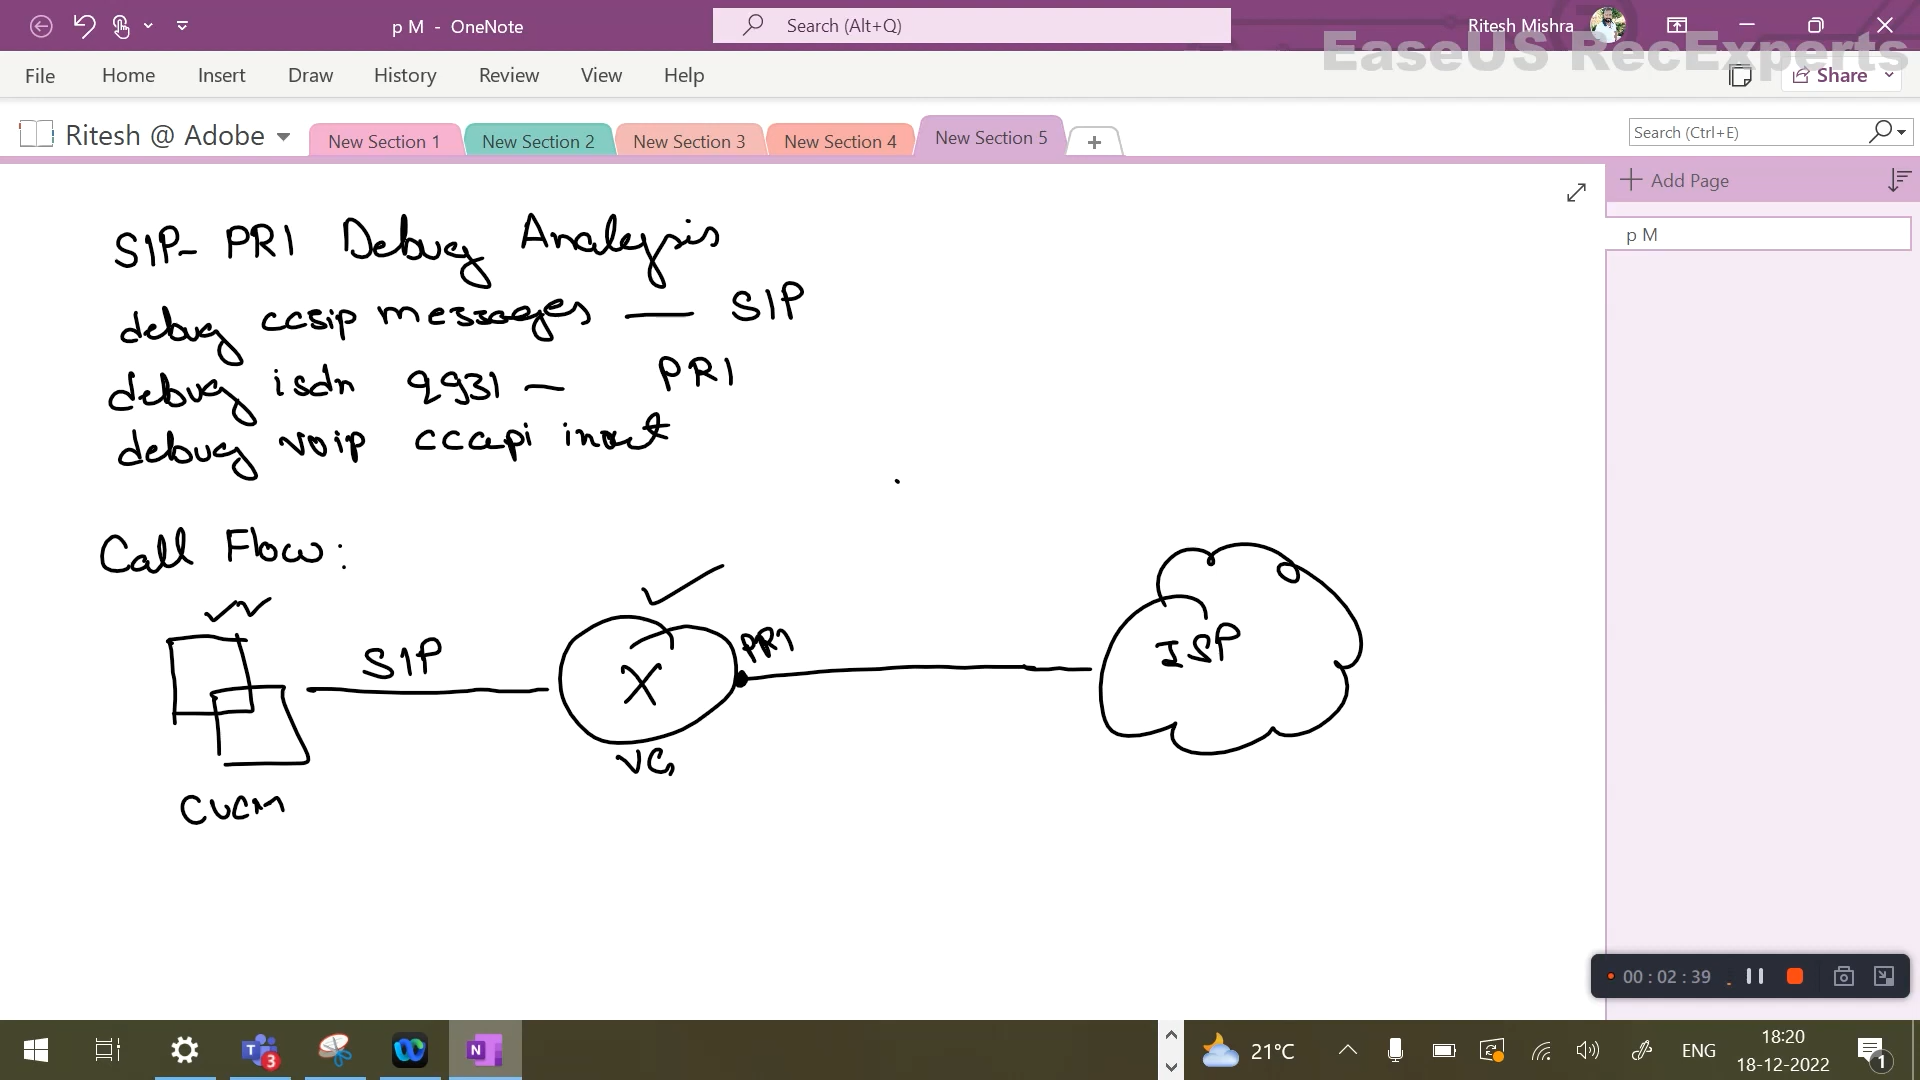 p M - OneNote
Search (Alt+Q)
Ritesh Mishra
EaseUS RecExperts
File Home Insert Draw History Review View Help
Share
Ritesh @ Adobe
New Section 1
New Section 2
New Section 3
New Section 4
New Section 5
Search (Ctrl+E)
Add Page
p M
SIP- PRI Debug Analysis
debug ccsip messages — SIP
debug isdn q931 — PRI
debug voip ccapi inout
Call Flow:
SIP
X
PRI
ISP
VG
CUCM
00 : 02 : 39
T 3
N
21°C
ENG
18:20
18-12-2022
1